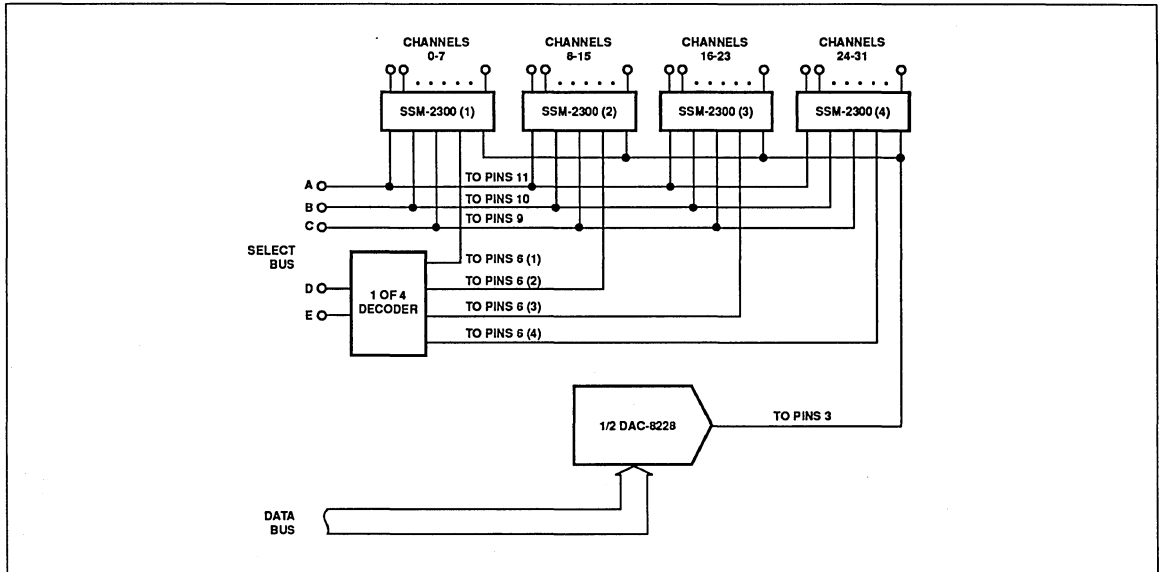 CHANNELS
0-7
CHANNELS
8-15
CHANNELS
16-23
CHANNELS
24-31
SSM-2300 (1)
SSM-2300 (2)
SSM-2300 (3)
SSM-2300 (4)
A
TO PINS 11
B
TO PINS 10
C
TO PINS 9
SELECT
BUS
D
E
1 OF 4
DECODER
TO PINS 6 (1)
TO PINS 6 (2)
TO PINS 6 (3)
TO PINS 6 (4)
1/2 DAC-8228
TO PINS 3
DATA
BUS